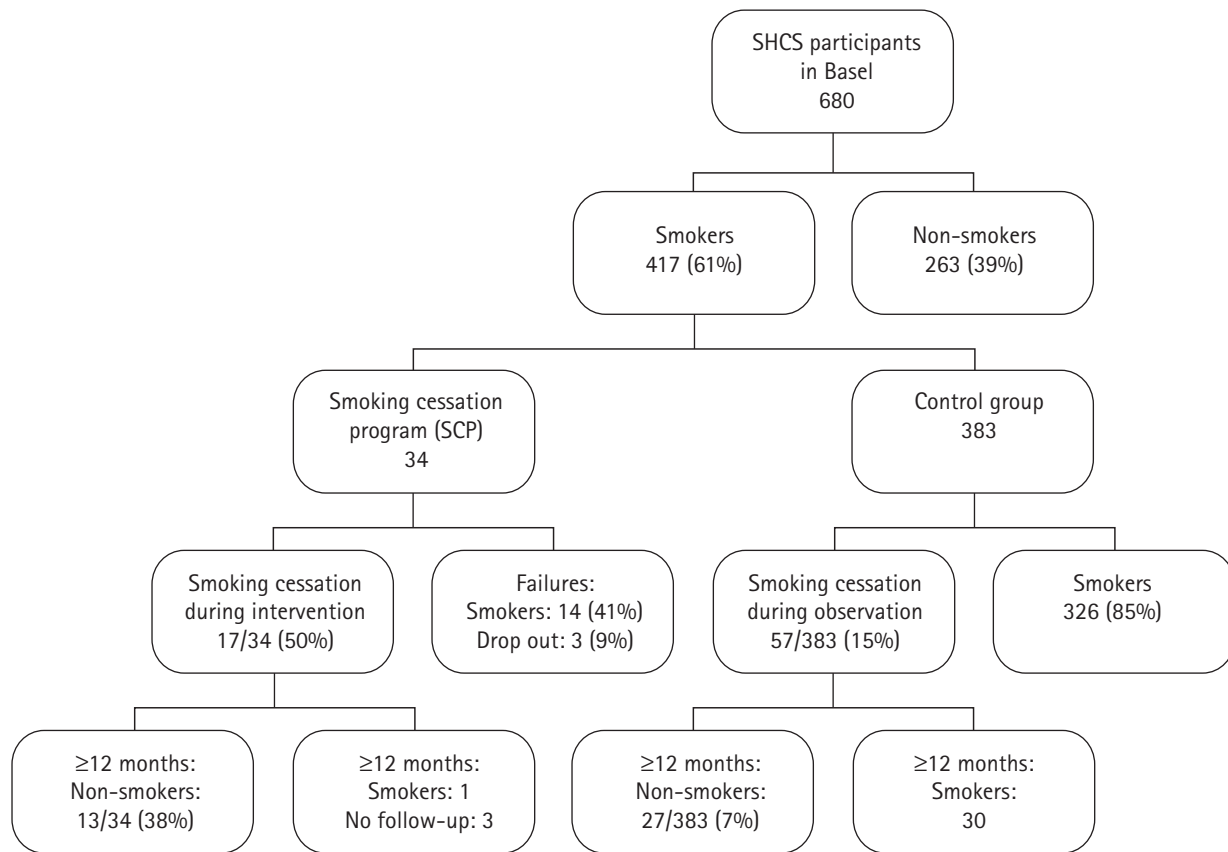 SHCS participants
in Basel
680
Smokers
417 (61%)
Non-smokers
263 (39%)
Smoking cessation
program (SCP)
34
Control group
383
Smoking cessation
during intervention
17/34 (50%)
Failures:
Smokers: 14 (41%)
Drop out: 3 (9%)
Smoking cessation
during observation
57/383 (15%)
Smokers
326 (85%)
≥12 months:
Non-smokers:
13/34 (38%)
≥12 months:
Smokers: 1
No follow-up: 3
≥12 months:
Non-smokers:
27/383 (7%)
≥12 months:
Smokers:
30